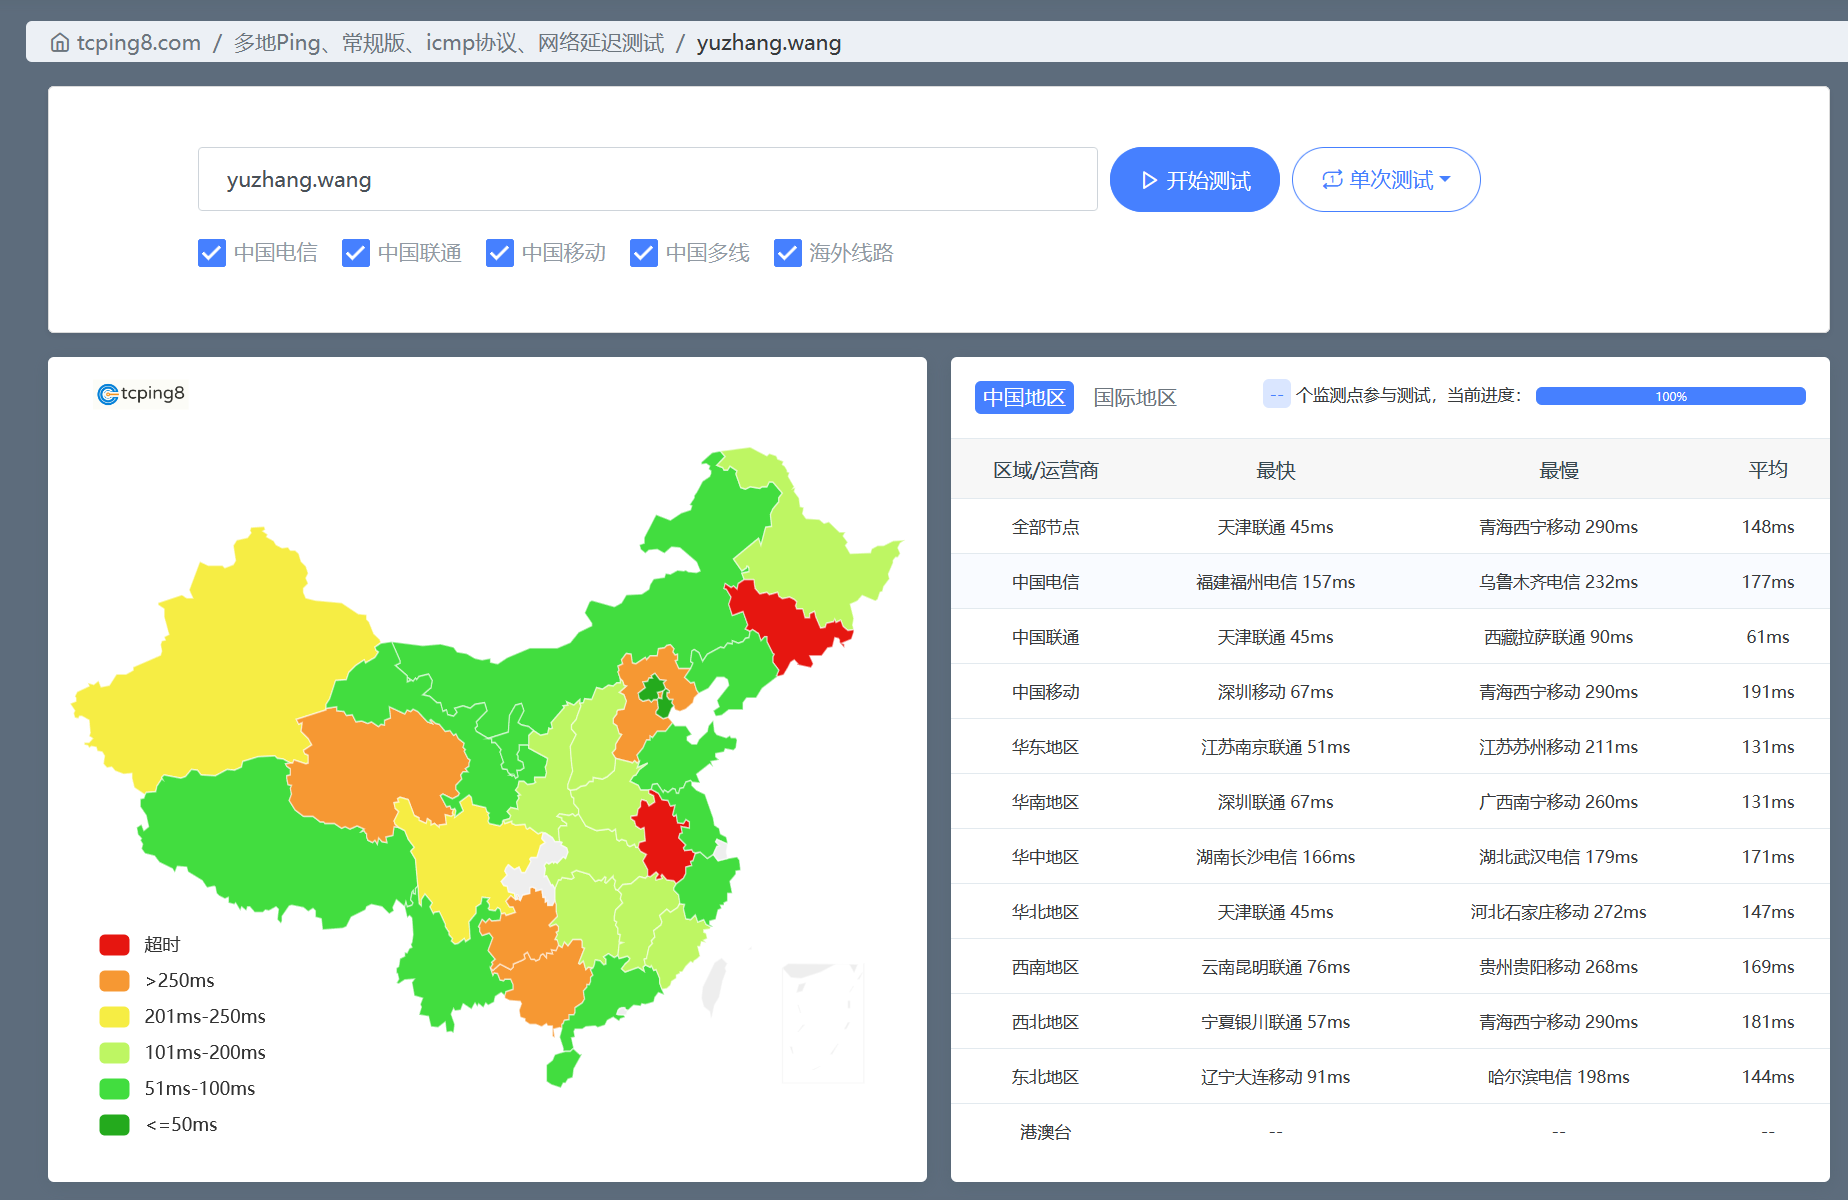 tcping8.com / 多地Ping、常规版、icmp协议、网络延迟测试 / yuzhang.wang
yuzhang.wang
开始测试
单次测试
中国电信 中国联通 中国移动 中国多线 海外线路
tcping8
超时
>250ms
201ms-250ms
101ms-200ms
51ms-100ms
<=50ms
中国地区 国际地区 -- 个监测点参与测试，当前进度： 100%
区域/运营商 最快 最慢 平均
全部节点 天津联通 45ms 青海西宁移动 290ms 148ms
中国电信 福建福州电信 157ms 乌鲁木齐电信 232ms 177ms
中国联通 天津联通 45ms 西藏拉萨联通 90ms 61ms
中国移动 深圳移动 67ms 青海西宁移动 290ms 191ms
华东地区 江苏南京联通 51ms 江苏苏州移动 211ms 131ms
华南地区 深圳联通 67ms 广西南宁移动 260ms 131ms
华中地区 湖南长沙电信 166ms 湖北武汉电信 179ms 171ms
华北地区 天津联通 45ms 河北石家庄移动 272ms 147ms
西南地区 云南昆明联通 76ms 贵州贵阳移动 268ms 169ms
西北地区 宁夏银川联通 57ms 青海西宁移动 290ms 181ms
东北地区 辽宁大连移动 91ms 哈尔滨电信 198ms 144ms
港澳台 -- -- --